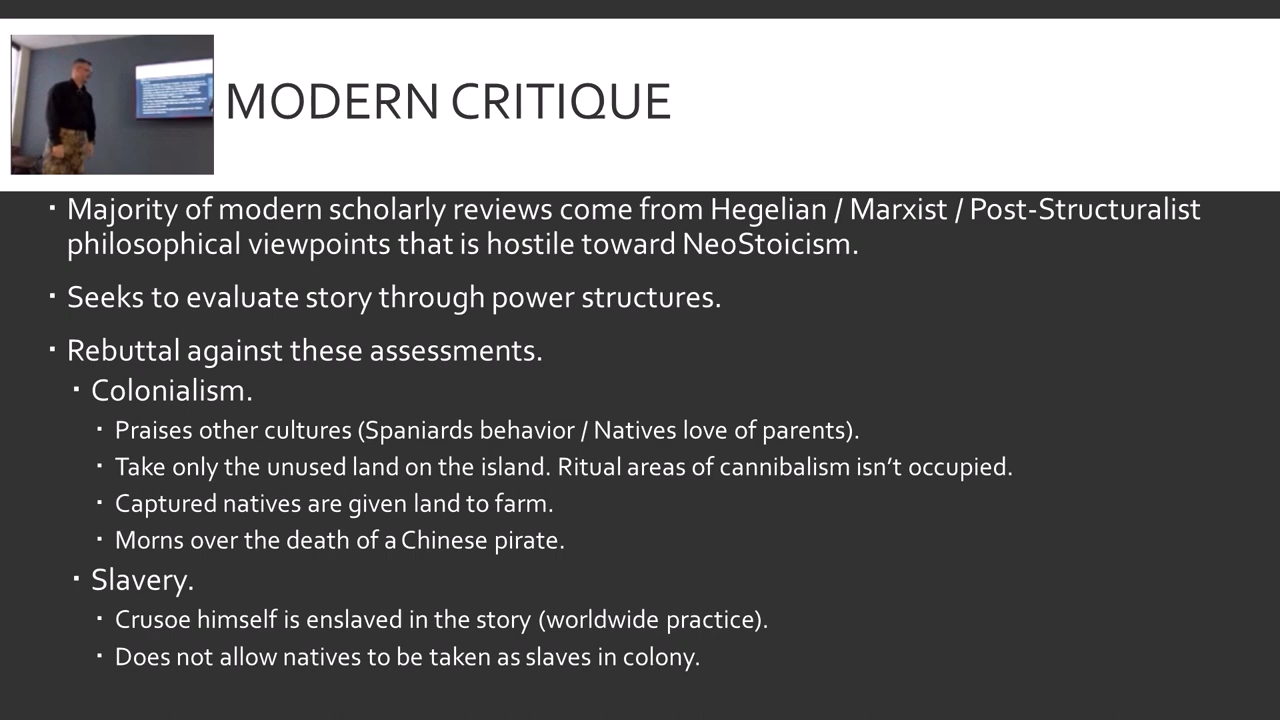 MODERN CRITIQUE
▪ Majority of modern scholarly reviews come from Hegelian / Marxist / Post-Structuralist
philosophical viewpoints that is hostile toward NeoStoicism.
▪ Seeks to evaluate story through power structures.
▪ Rebuttal against these assessments.
▪ Colonialism.
▪ Praises other cultures (Spaniards behavior / Natives love of parents).
▪ Take only the unused land on the island. Ritual areas of cannibalism isn’t occupied.
▪ Captured natives are given land to farm.
▪ Morns over the death of a Chinese pirate.
▪ Slavery.
▪ Crusoe himself is enslaved in the story (worldwide practice).
▪ Does not allow natives to be taken as slaves in colony.